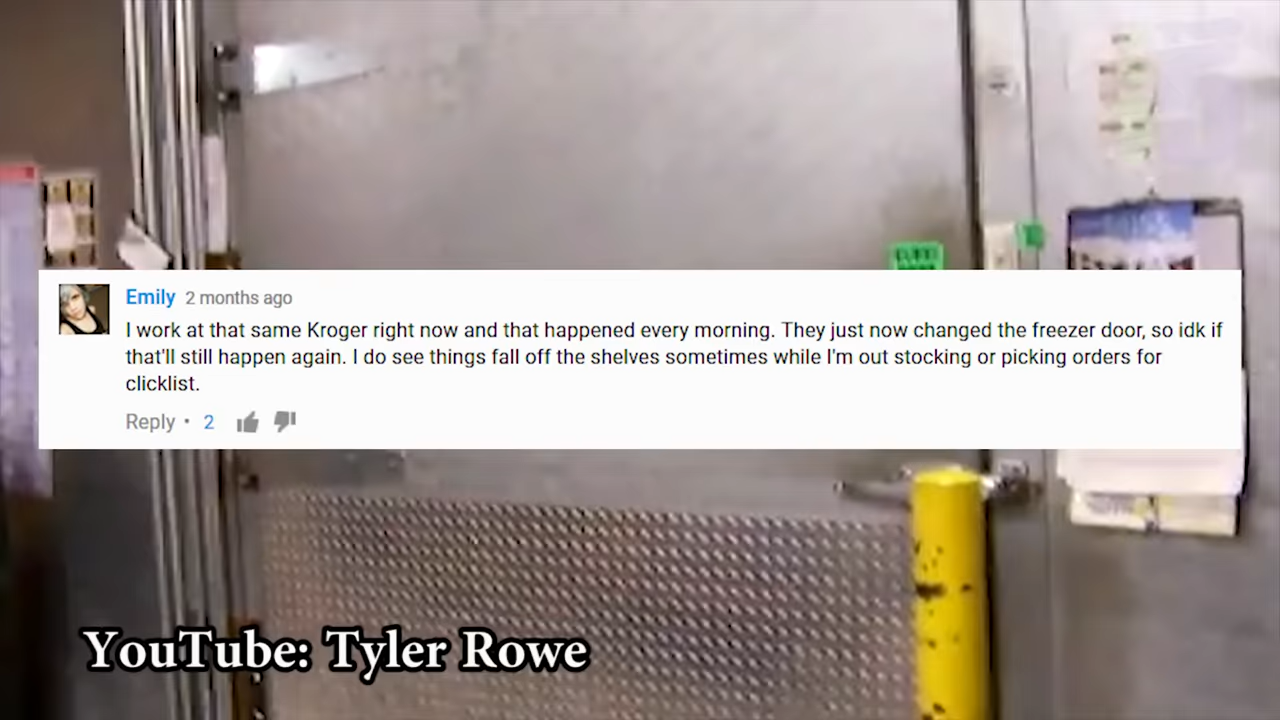 Emily 2 months ago
I work at that same Kroger right now and that happened every morning. They just now changed the freezer door, so idk if
that'll still happen again. I do see things fall off the shelves sometimes while I'm out stocking or picking orders for
clicklist.
Reply • 2
YouTube: Tyler Rowe